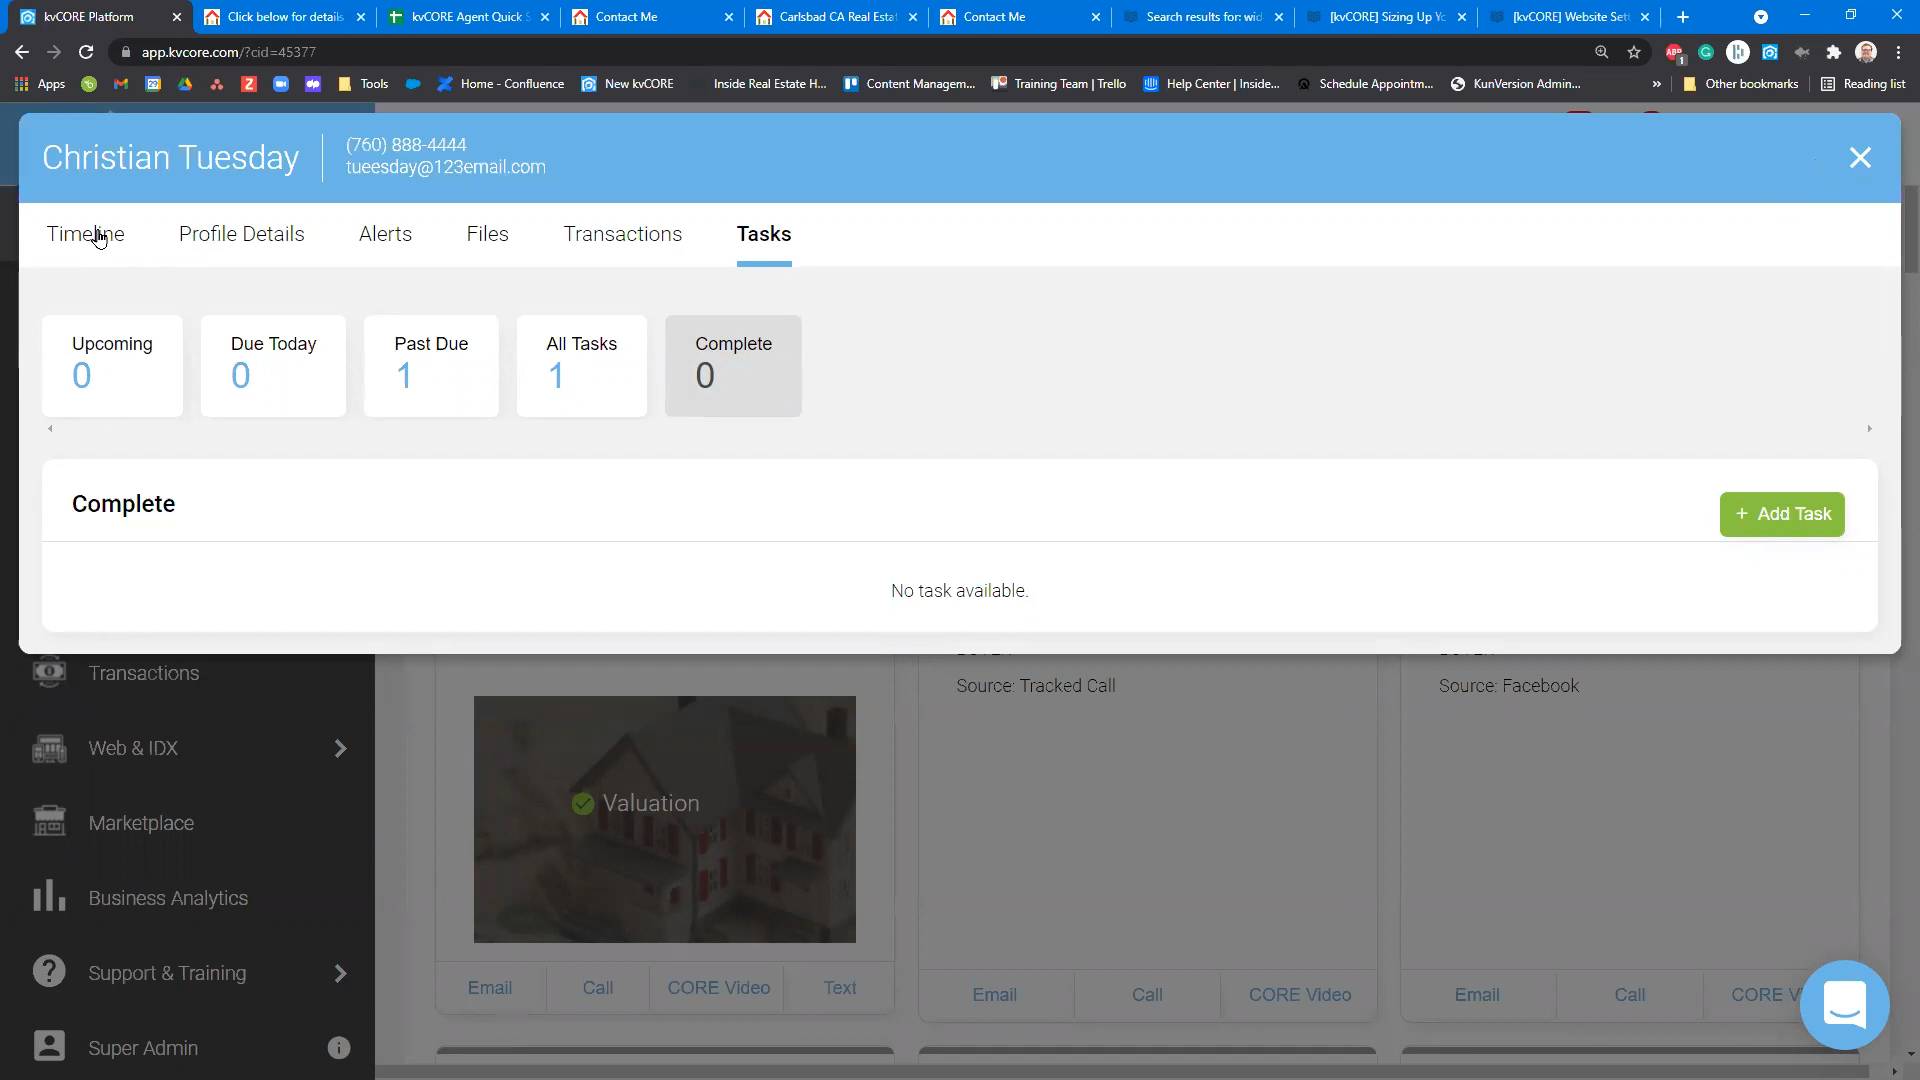 kvCORE Platform
Click below for details
kvCORE Agent Quick S
Contact Me
Carlsbad CA Real Esta
Contact Me
Search results for: wid
[kvCORE] Sizing Up Yo
[kvCORE] Website Sett
app.kvcore.com/?cid=45377
Apps
Tools
Home - Confluence
New kvCORE
Inside Real Estate H...
Content Managem...
Training Team | Trello
Help Center | Inside...
Schedule Appointm...
KunVersion Admin...
»
Other bookmarks
Reading list
Christian Tuesday
(760) 888-4444
tueesday@123email.com
Timeline
Profile Details
Alerts
Files
Transactions
Tasks
Upcoming
0
Due Today
0
Past Due
1
All Tasks
1
Complete
0
Complete
+ Add Task
No task available.
Transactions
Web & IDX
Marketplace
Business Analytics
Support & Training
Super Admin
Source: Tracked Call
Source: Facebook
Valuation
Email
Call
CORE Video
Text
Email
Call
CORE Video
Email
Call
CORE V